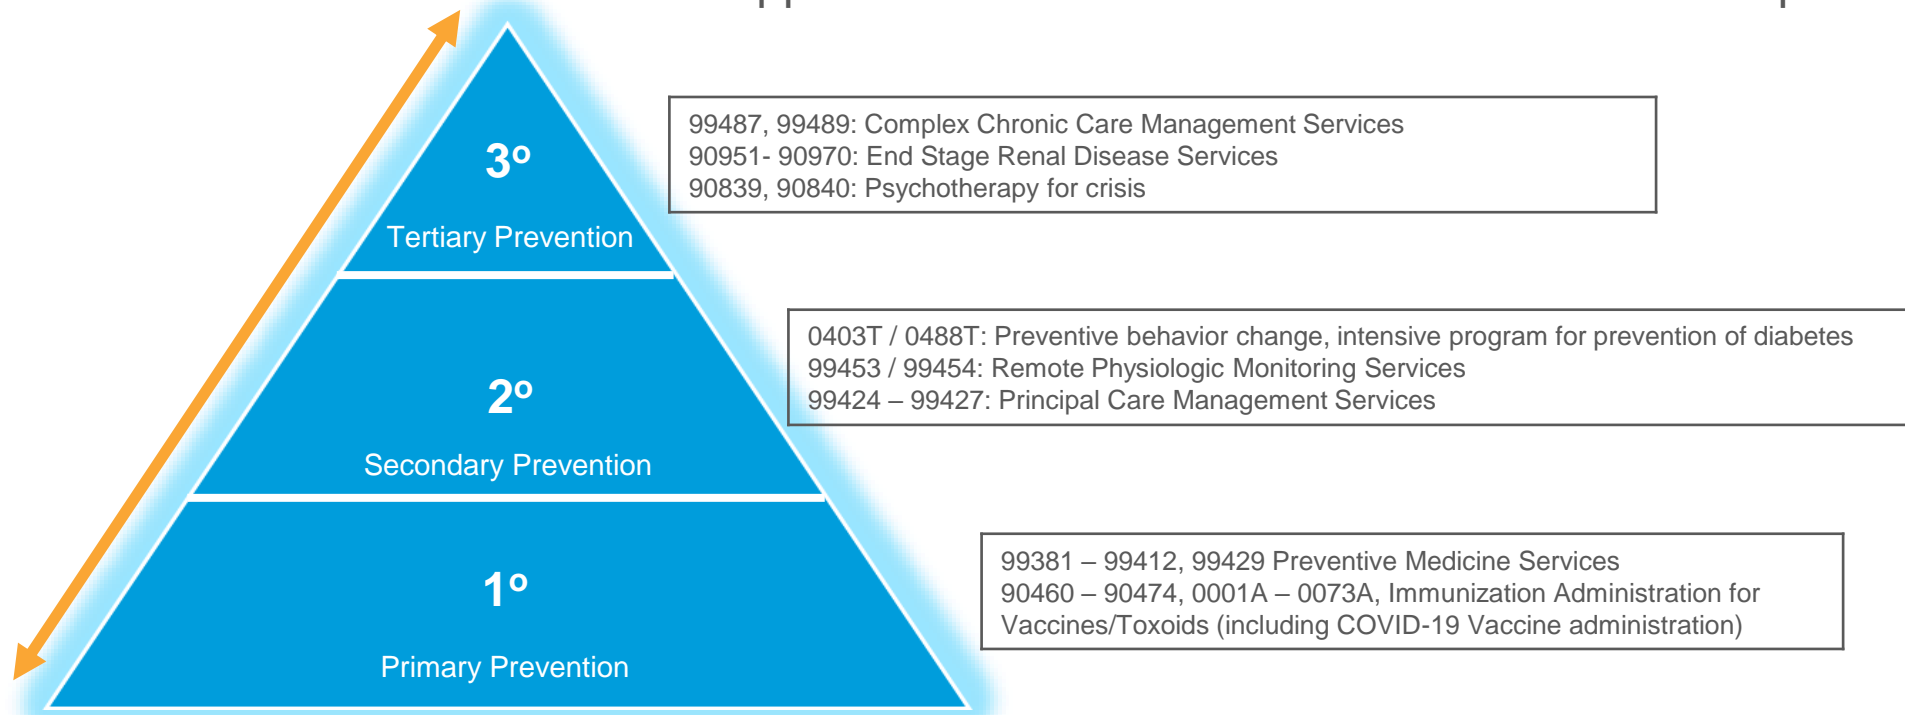 3º
Tertiary Prevention
99487, 99489: Complex Chronic Care Management Services
90951- 90970: End Stage Renal Disease Services
90839, 90840: Psychotherapy for crisis
2º
Secondary Prevention
0403T / 0488T: Preventive behavior change, intensive program for prevention of diabetes
99453 / 99454: Remote Physiologic Monitoring Services
99424 – 99427: Principal Care Management Services
1º
Primary Prevention
99381 – 99412, 99429 Preventive Medicine Services
90460 – 90474, 0001A – 0073A, Immunization Administration for
Vaccines/Toxoids (including COVID-19 Vaccine administration)